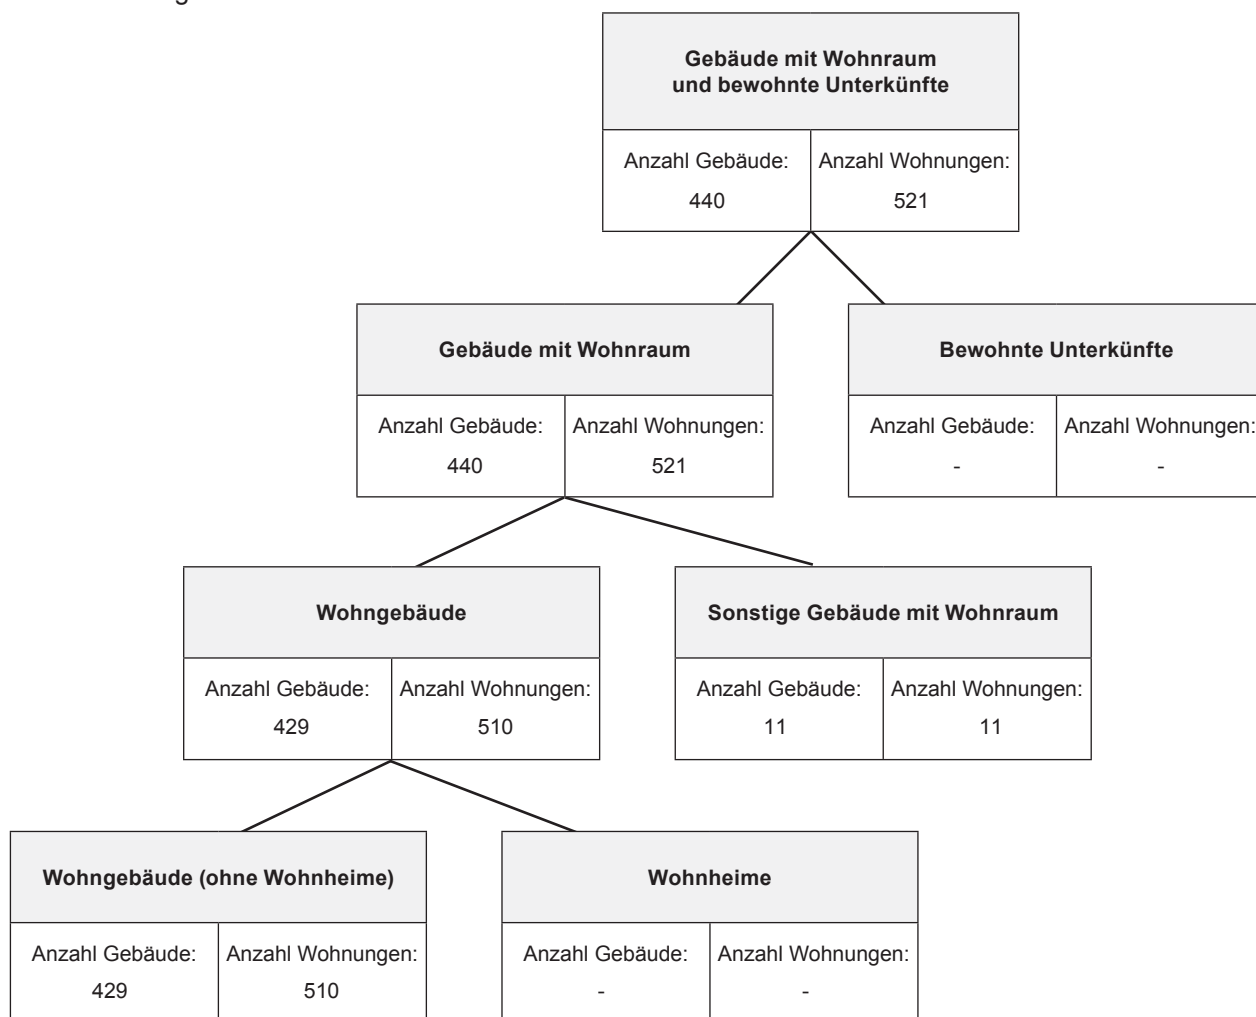 Gebäude mit Wohnraum
und bewohnte Unterkünfte
Anzahl Gebäude: Anzahl Wohnungen:
440 521
Gebäude mit Wohnraum
Anzahl Gebäude: Anzahl Wohnungen:
440 521
Bewohnte Unterkünfte
Anzahl Gebäude: Anzahl Wohnungen:
- -
Wohngebäude
Anzahl Gebäude: Anzahl Wohnungen:
429 510
Sonstige Gebäude mit Wohnraum
Anzahl Gebäude: Anzahl Wohnungen:
11 11
Wohngebäude (ohne Wohnheime)
Anzahl Gebäude: Anzahl Wohnungen:
429 510
Wohnheime
Anzahl Gebäude: Anzahl Wohnungen:
- -